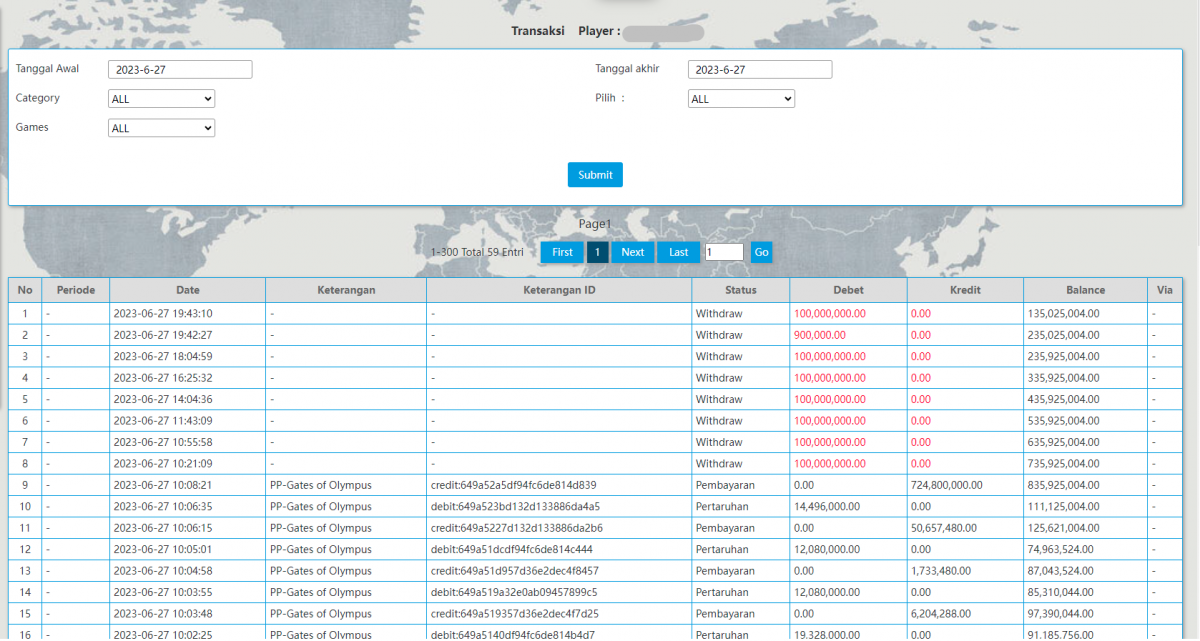 Transaksi Player :
Tanggal Awal 2023-6-27 Tanggal akhir 2023-6-27
Category ALL Pilih : ALL
Games ALL
Submit
Page1
1-300 Total 59 Entri First 1 Next Last 1 Go
No Periode Date Keterangan Keterangan ID Status Debet Kredit Balance Via
1 - 2023-06-27 19:43:10 - - Withdraw 100,000,000.00 0.00 135,025,004.00 -
2 - 2023-06-27 19:42:27 - - Withdraw 900,000.00 0.00 235,025,004.00 -
3 - 2023-06-27 18:04:59 - - Withdraw 100,000,000.00 0.00 235,925,004.00 -
4 - 2023-06-27 16:25:32 - - Withdraw 100,000,000.00 0.00 335,925,004.00 -
5 - 2023-06-27 14:04:36 - - Withdraw 100,000,000.00 0.00 435,925,004.00 -
6 - 2023-06-27 11:43:09 - - Withdraw 100,000,000.00 0.00 535,925,004.00 -
7 - 2023-06-27 10:55:58 - - Withdraw 100,000,000.00 0.00 635,925,004.00 -
8 - 2023-06-27 10:21:09 - - Withdraw 100,000,000.00 0.00 735,925,004.00 -
9 - 2023-06-27 10:08:21 PP-Gates of Olympus credit:649a52a5df94fc6de814d839 Pembayaran 0.00 724,800,000.00 835,925,004.00 -
10 - 2023-06-27 10:06:35 PP-Gates of Olympus debit:649a523bd132d133886da4a5 Pertaruhan 14,496,000.00 0.00 111,125,004.00 -
11 - 2023-06-27 10:06:15 PP-Gates of Olympus credit:649a5227d132d133886da2b6 Pembayaran 0.00 50,657,480.00 125,621,004.00 -
12 - 2023-06-27 10:05:01 PP-Gates of Olympus debit:649a51dcdf94fc6de814c444 Pertaruhan 12,080,000.00 0.00 74,963,524.00 -
13 - 2023-06-27 10:04:58 PP-Gates of Olympus credit:649a51d957d36e2dec4f8457 Pembayaran 0.00 1,733,480.00 87,043,524.00 -
14 - 2023-06-27 10:03:55 PP-Gates of Olympus debit:649a519a32e0ab09457899c5 Pertaruhan 12,080,000.00 0.00 85,310,044.00 -
15 - 2023-06-27 10:03:48 PP-Gates of Olympus credit:649a519357d36e2dec4f7d25 Pembayaran 0.00 6,204,288.00 97,390,044.00 -
16 - 2023-06-27 10:02:25 PP-Gates of Olympus debit:649a5140df94fc6de814b4d7 Pertaruhan 19,328,000.00 0.00 91,185,756.00 -